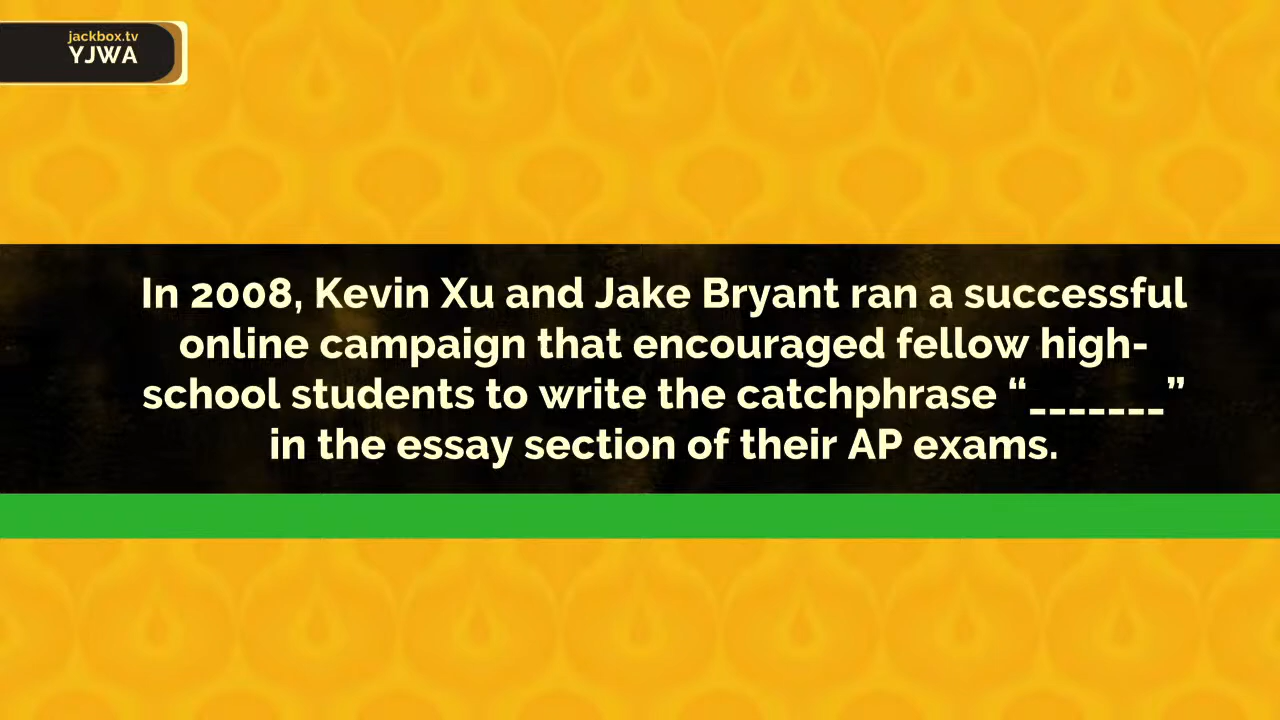 jackbox.tv
YJWA
In 2008, Kevin Xu and Jake Bryant ran a successful
online campaign that encouraged fellow high-
school students to write the catchphrase “_______”
in the essay section of their AP exams.